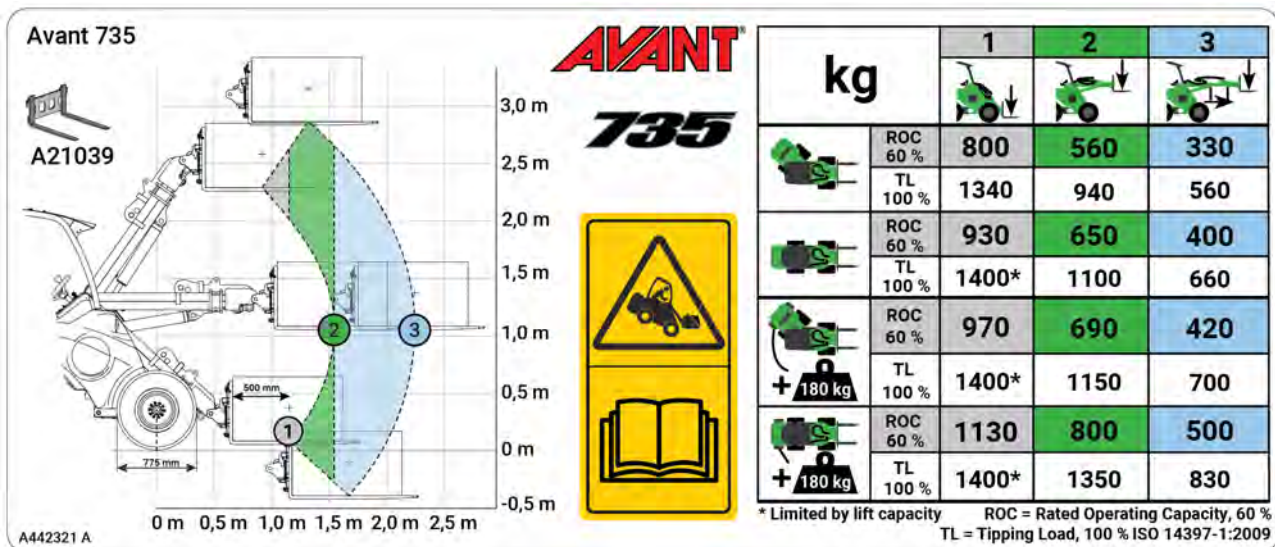 Avant 735
A21039
3,0 m
2,5 m
2,0 m
1,5 m
1,0 m
0,5 m
0 m
-0,5 m
500 mm
775 mm
1
2
3
0 m 0,5 m 1,0 m 1,5 m 2,0 m 2,5 m
A442321 A
AVANT®
735
kg 1 2 3
ROC 60 % 800 560 330
TL 100 % 1340 940 560
ROC 60 % 930 650 400
TL 100 % 1400* 1100 660
ROC 60 % 970 690 420
+ 180 kg TL 100 % 1400* 1150 700
ROC 60 % 1130 800 500
+ 180 kg TL 100 % 1400* 1350 830
* Limited by lift capacity ROC = Rated Operating Capacity, 60 %
TL = Tipping Load, 100 % ISO 14397-1:2009